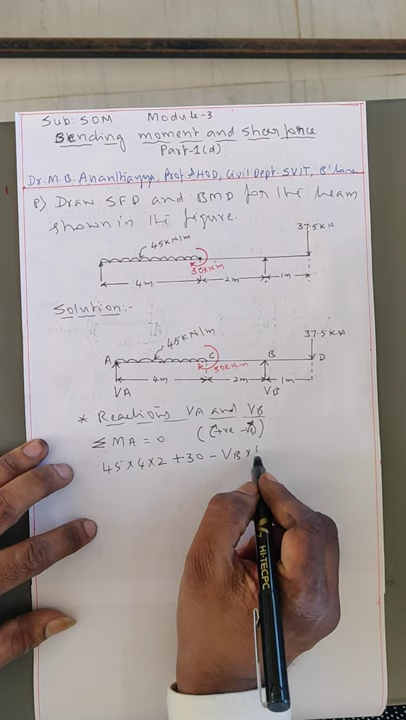 Sub: SOM Module-3
Bending moment and shear force
Part-1(d)
Dr. M. B. Ananthayya, Prof & HOD, Civil Dept. SVIT, B'lore
P) Draw SFD and BMD for the beam
shown in the figure.
37.5KN
45KN/m
30KNm
4m 2m 1m
Solution:-
45KN/m
37.5KN
A C B D
30KNm
4m 2m 1m
VA VB
* Reactions VA and VB
ΣMA = 0 (+ve -ve)
45×4×2 +30 - VB×
HI-TECPC